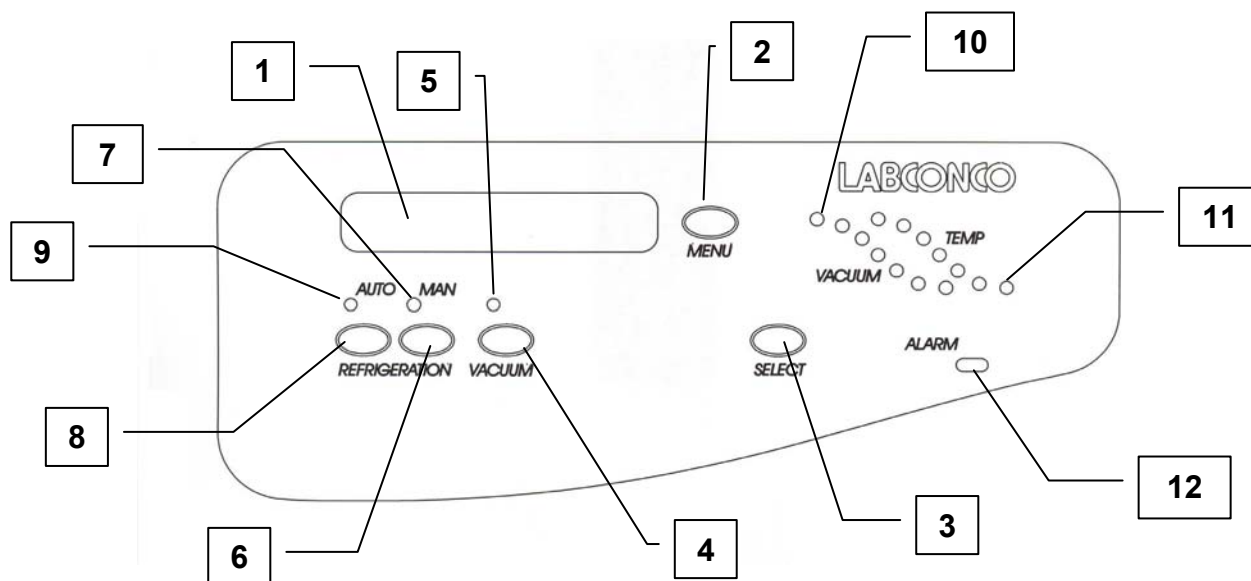 10
2
1
5
7
LABCONCO
11
9
MENU
TEMP
VACUUM
AUTO MAN
ALARM
REFRIGERATION VACUUM
SELECT
8
12
3
6
4